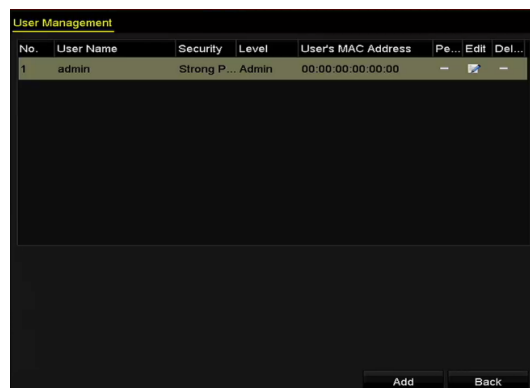 User Management
No. User Name Security Level User's MAC Address Pe... Edit Del...
1 admin Strong P... Admin 00:00:00:00:00:00 — —
Add Back